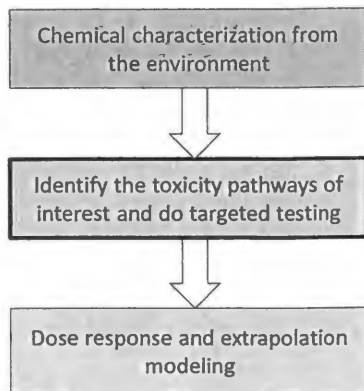 Chemical characterization from
the environment
Identify the toxicity pathways of
interest and do targeted testing
Dose response and extrapolation
modeling